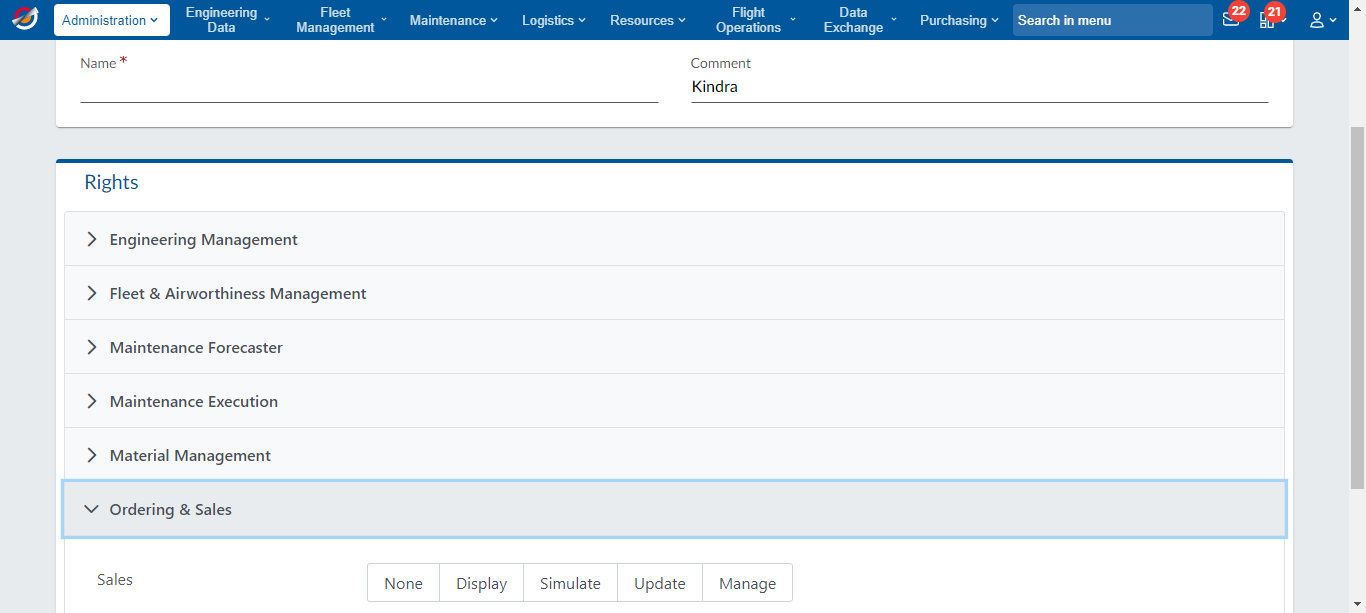 Administration
Engineering Data
Fleet Management
Maintenance
Logistics
Resources
Flight Operations
Data Exchange
Purchasing
Search in menu
22
21
Name *
Comment
Kindra
Rights
Engineering Management
Fleet & Airworthiness Management
Maintenance Forecaster
Maintenance Execution
Material Management
Ordering & Sales
Sales
None
Display
Simulate
Update
Manage